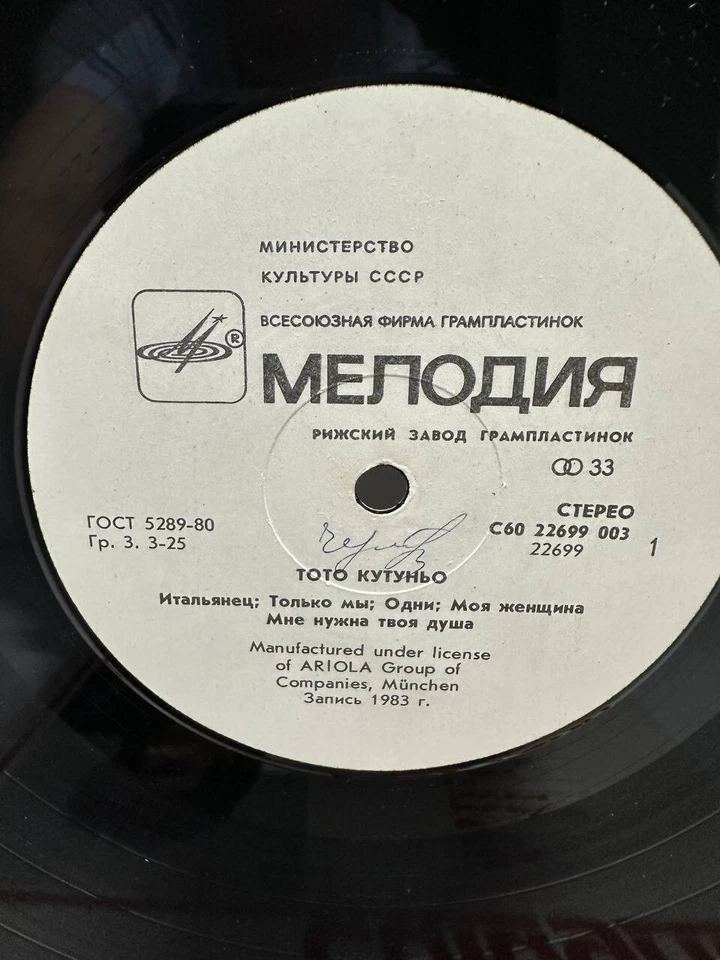 МИНИСТЕРСТВО
КУЛЬТУРЫ СССР
ВСЕСОЮЗНАЯ ФИРМА ГРАМПЛАСТИНОК
®
МЕЛОДИЯ
РИЖСКИЙ ЗАВОД ГРАМПЛАСТИНОК
33
ГОСТ 5289-80
Гр. 3. 3-25
СТЕРЕО
С60 22699 003
22699
1
ТОТО КУТУНЬО
Итальянец; Только мы; Одни; Моя женщина
Мне нужна твоя душа
Manufactured under license
of ARIOLA Group of
Companies, München
Запись 1983 г.